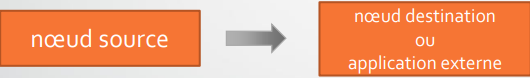 nœud source
nœud destination
ou
application externe